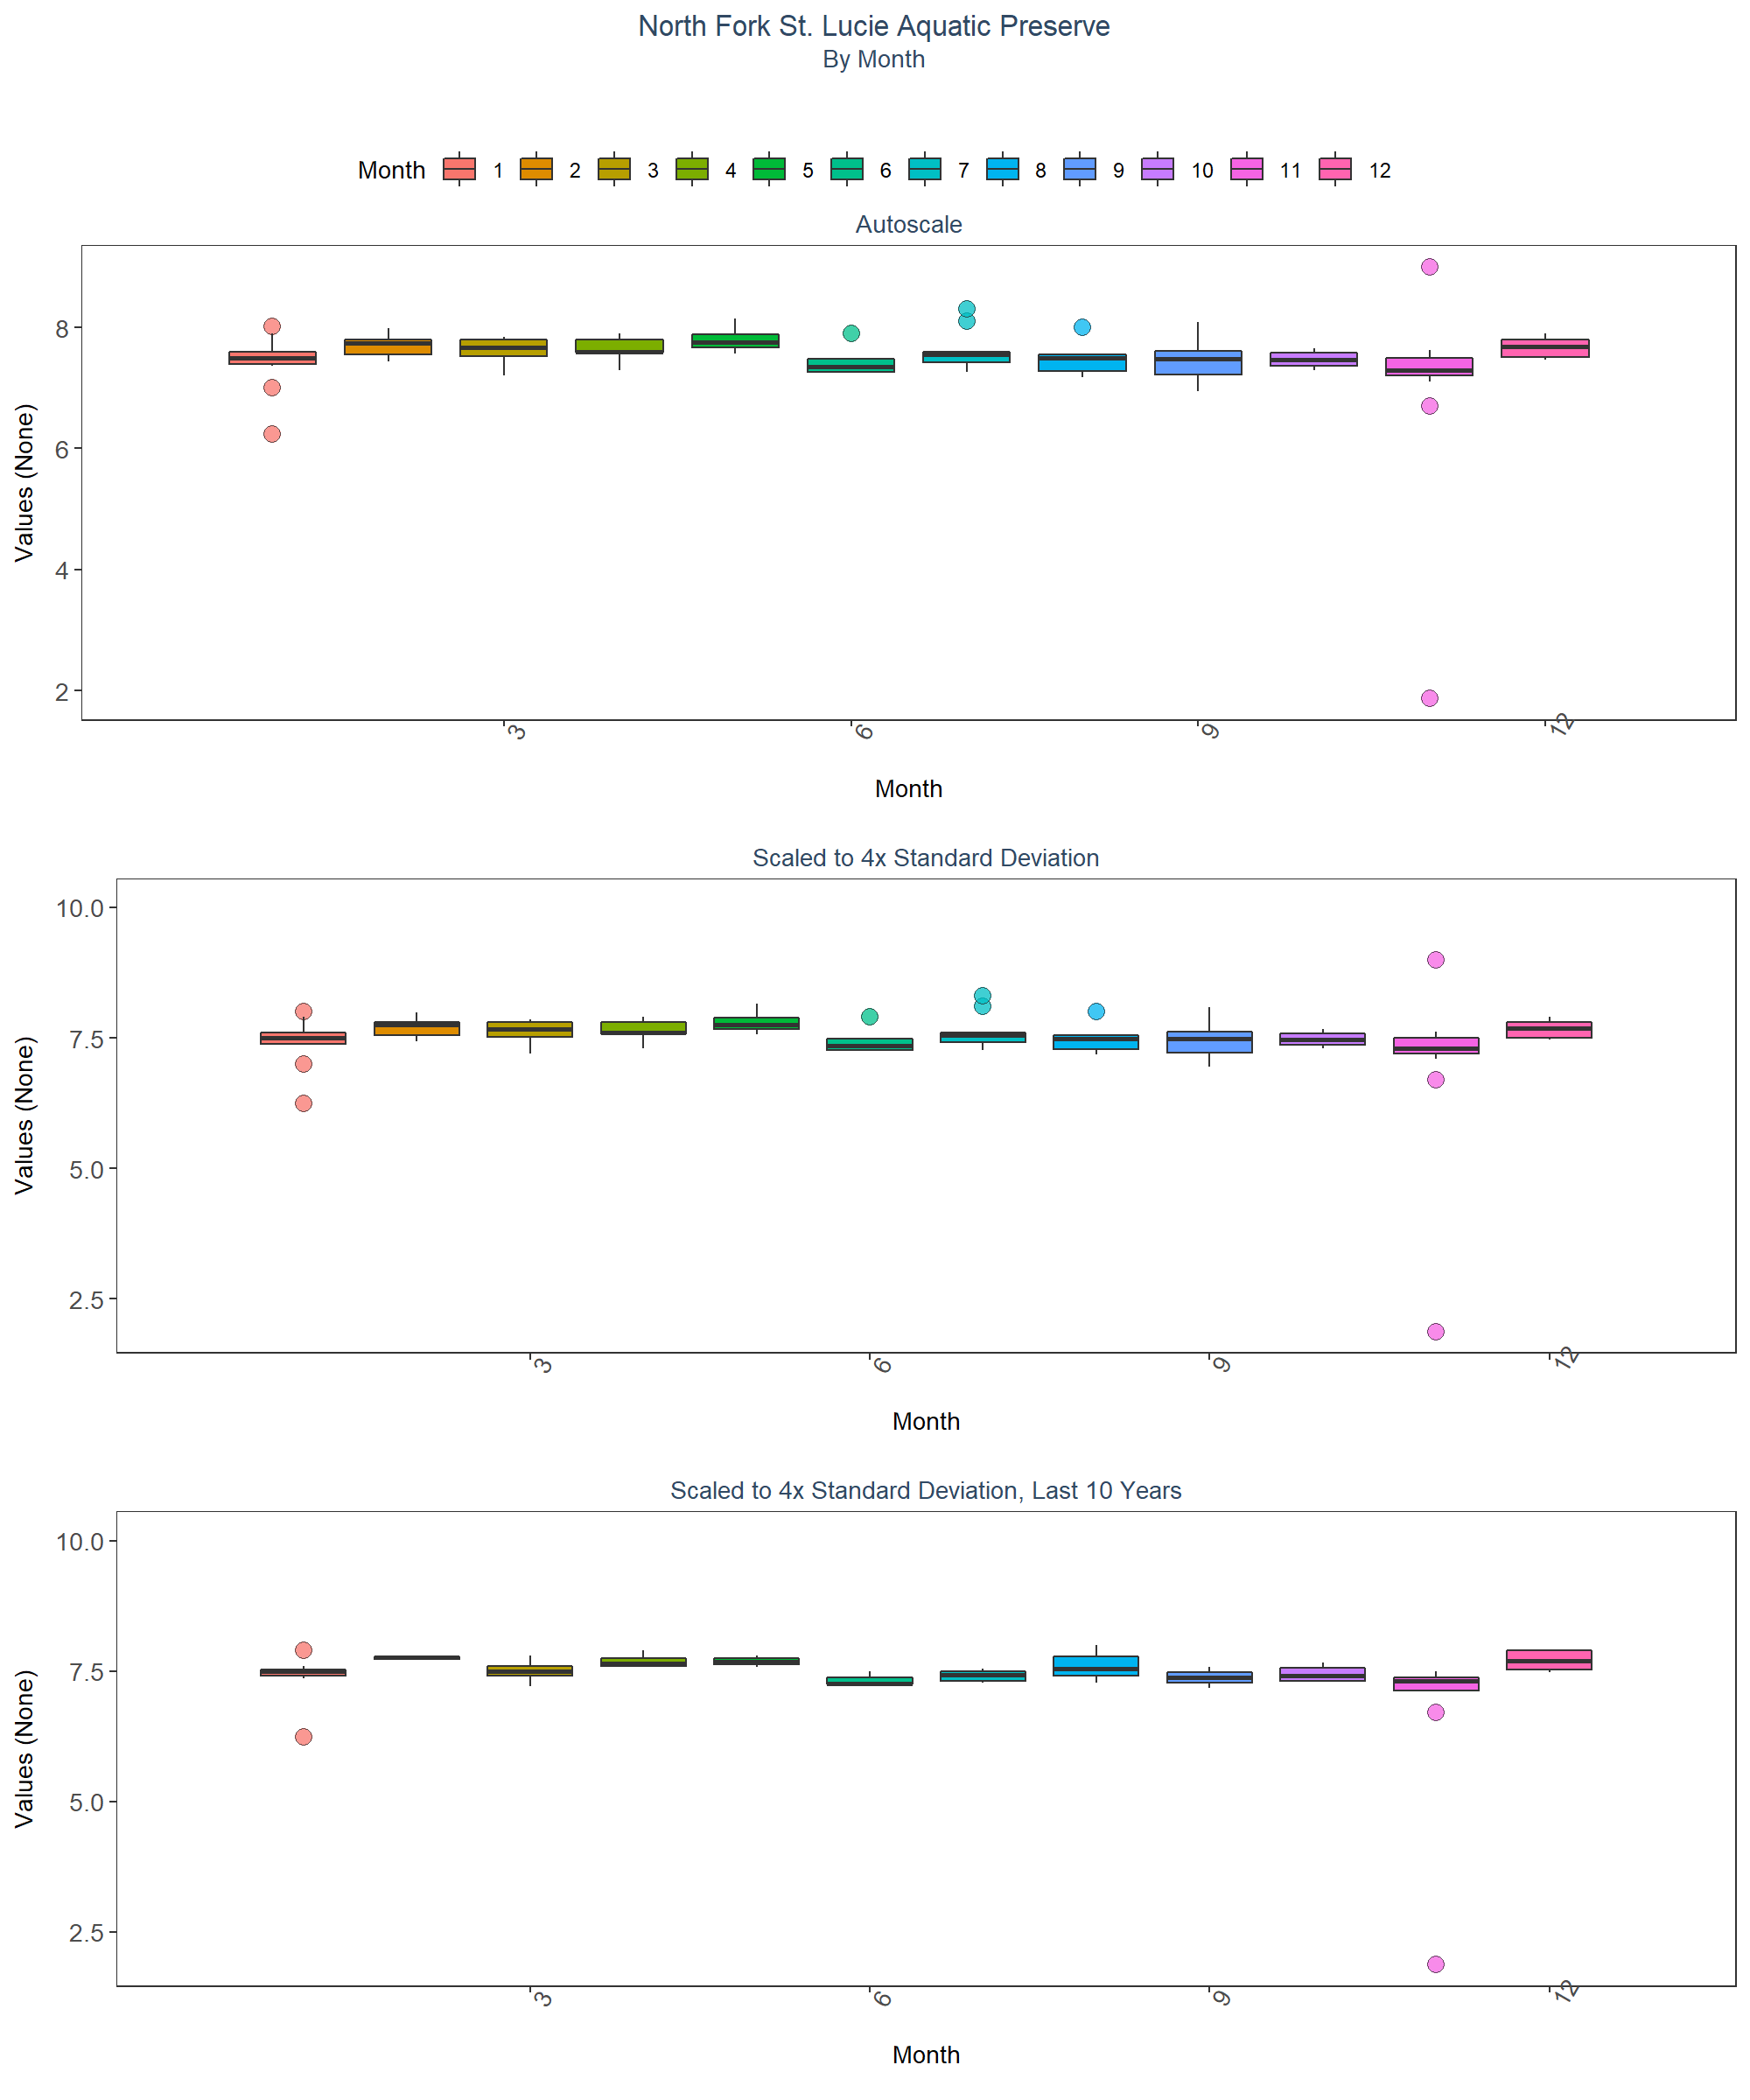 North Fork St. Lucie Aquatic Preserve
By Month
Month 1 2 3 4 5 6 7 8 9 10 11 12
Autoscale
Values (None)
8
6
4
2
3 6 9 12
Month
Scaled to 4x Standard Deviation
Values (None)
10.0
7.5
5.0
2.5
3 6 9 12
Month
Scaled to 4x Standard Deviation, Last 10 Years
Values (None)
10.0
7.5
5.0
2.5
3 6 9 12
Month